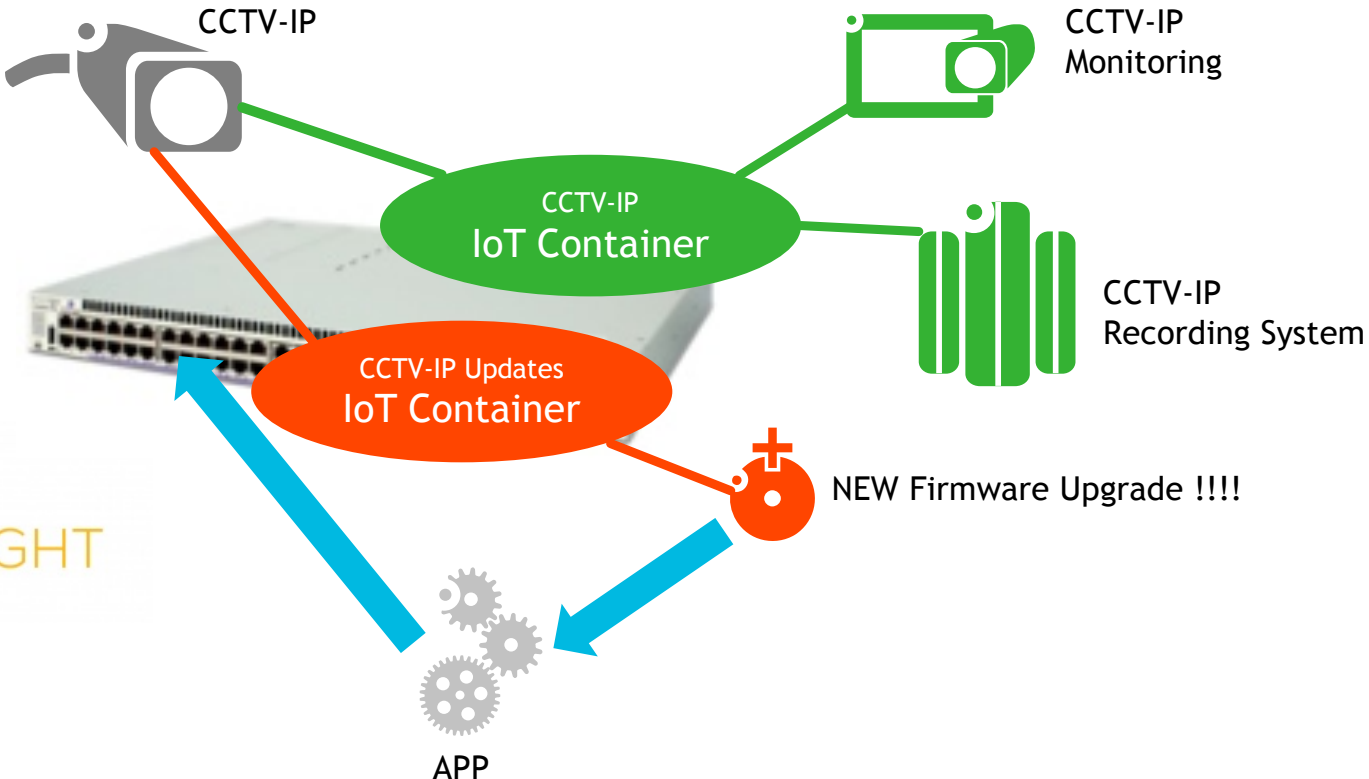 CCTV-IP
CCTV-IP
Monitoring
CCTV-IP
IoT Container
CCTV-IP
Recording System
CCTV-IP Updates
IoT Container
NEW Firmware Upgrade !!!!
GHT
APP